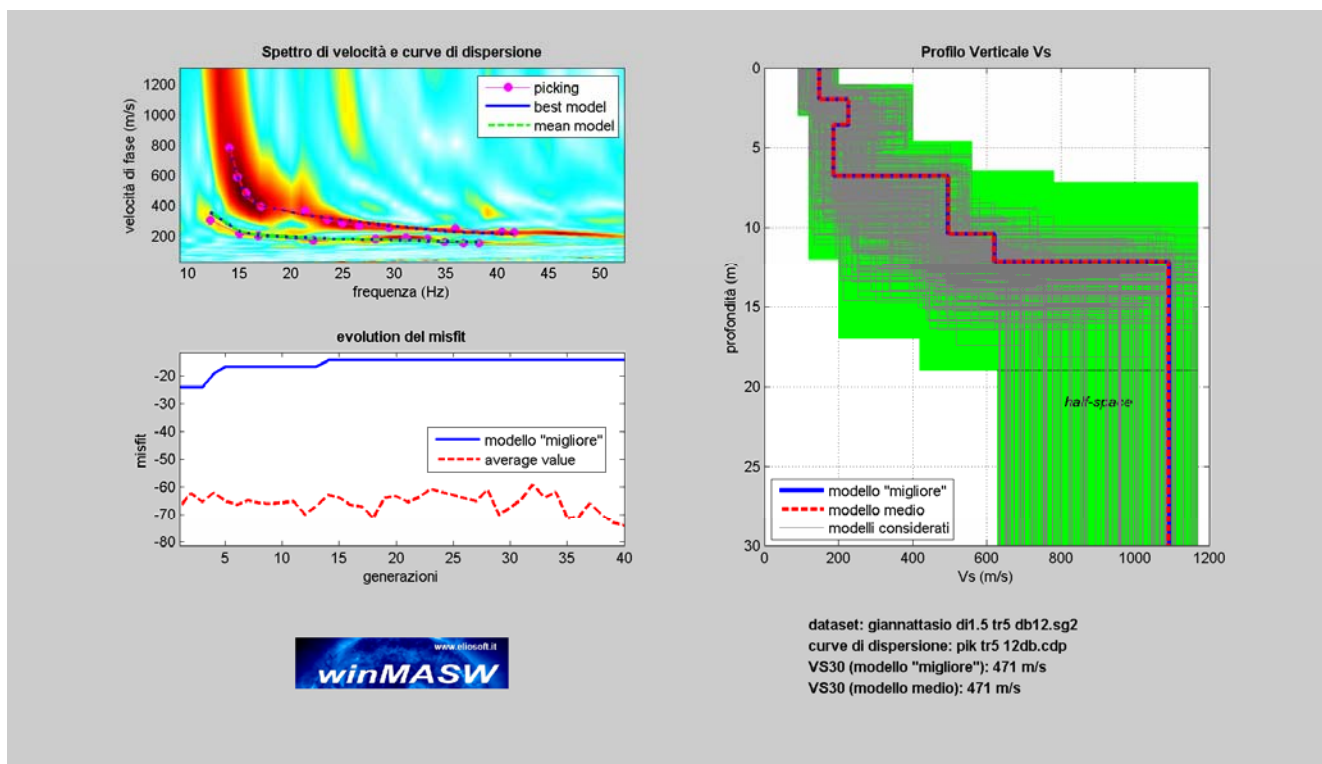 Spettro di velocità e curve di dispersione
1200
1000
800
600
400
200
velocità di fase (m/s)
picking
best model
mean model
10 15 20 25 30 35 40 45 50
frequenza (Hz)
evolution del misfit
-20
-30
-40
-50
-60
-70
-80
misfit
modello "migliore"
average value
5 10 15 20 25 30 35 40
generazioni
www.eliosoft.it
winMASW
Profilo Verticale Vs
0
5
10
15
20
25
30
profondità (m)
half-space
modello "migliore"
modello medio
modelli considerati
0 200 400 600 800 1000 1200
Vs (m/s)
dataset: giannattasio di1.5 tr5 db12.sg2
curve di dispersione: pik tr5 12db.cdp
VS30 (modello "migliore"): 471 m/s
VS30 (modello medio): 471 m/s